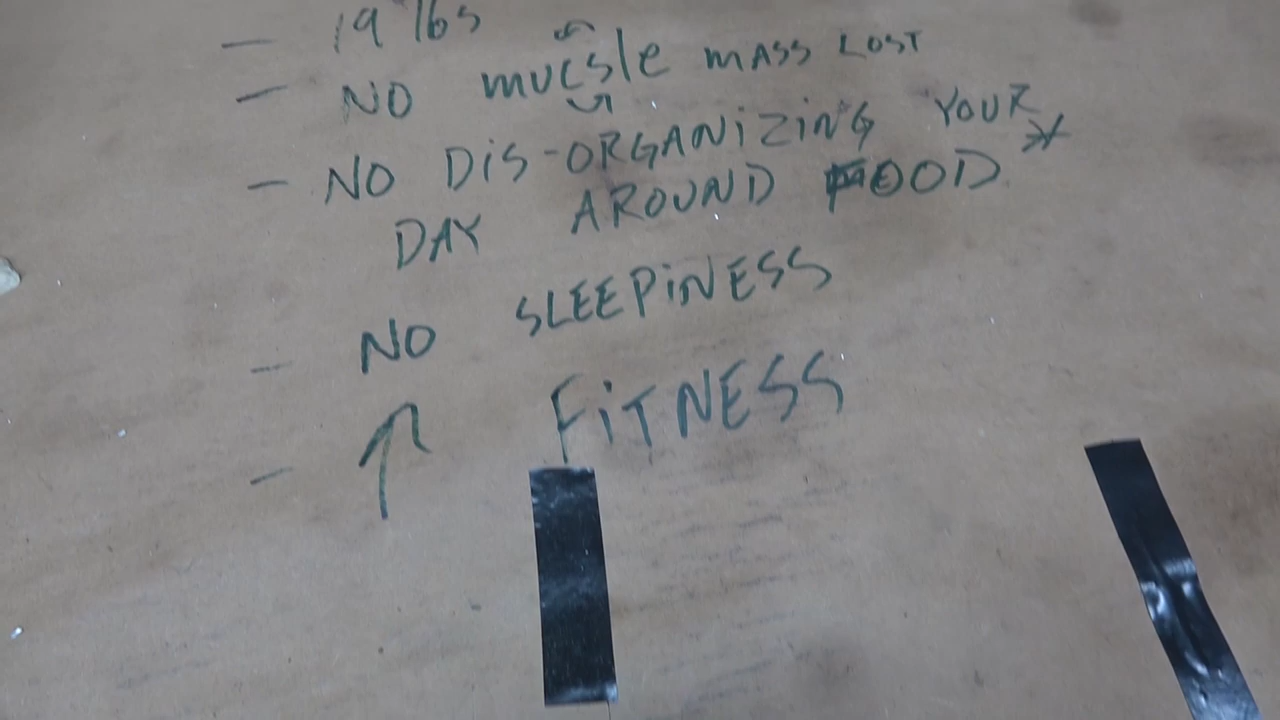 - 19 lbs
- NO mucsle MASS LOST
- NO DIS-ORGANIZING YOUR
DAY AROUND FOOD *
- NO SLEEPINESS
- ↑ FITNESS